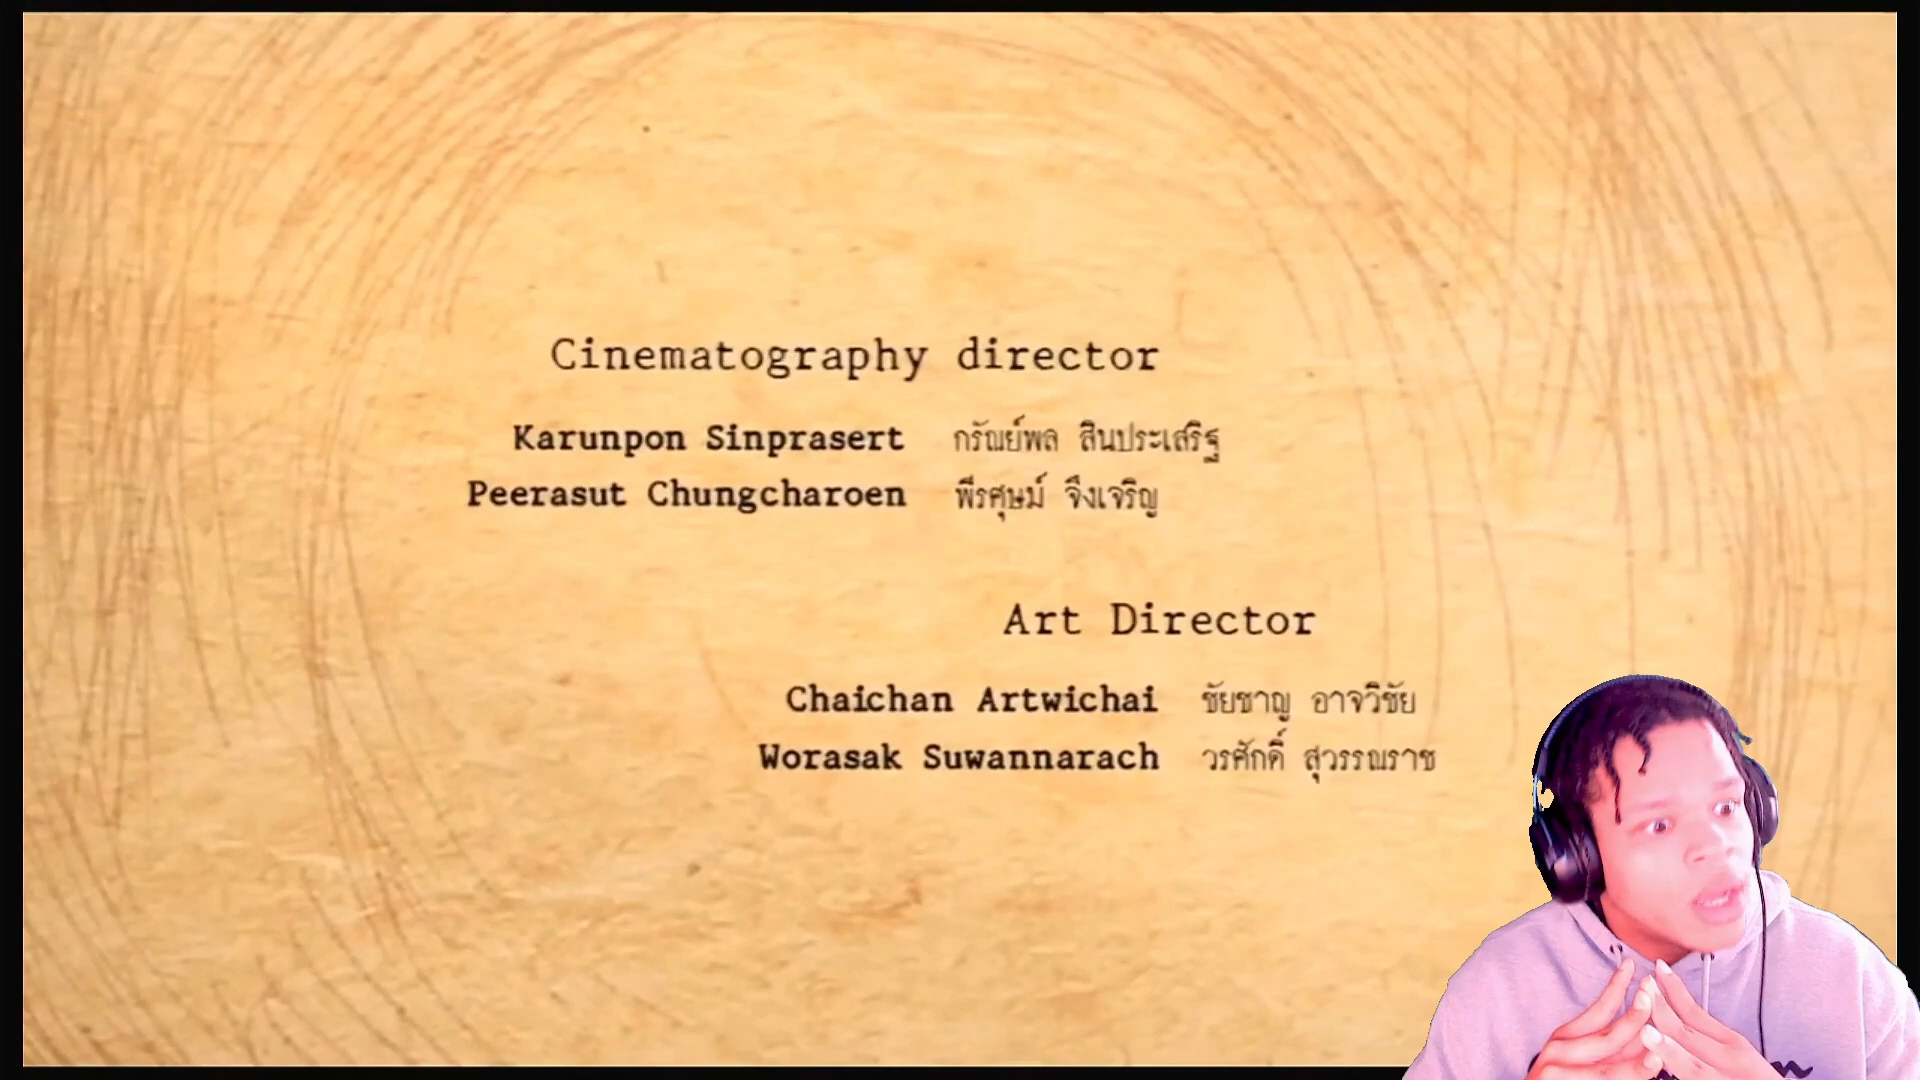 Cinematography director
Karunpon Sinprasert กรัณย์พล สินประเสริฐ
Peerasut Chungcharoen พีรศุษม์ จึงเจริญ
Art Director
Chaichan Artwichai ชัยชาญ อาจวิชัย
Worasak Suwannarach วรศักดิ์ สุวรรณราช